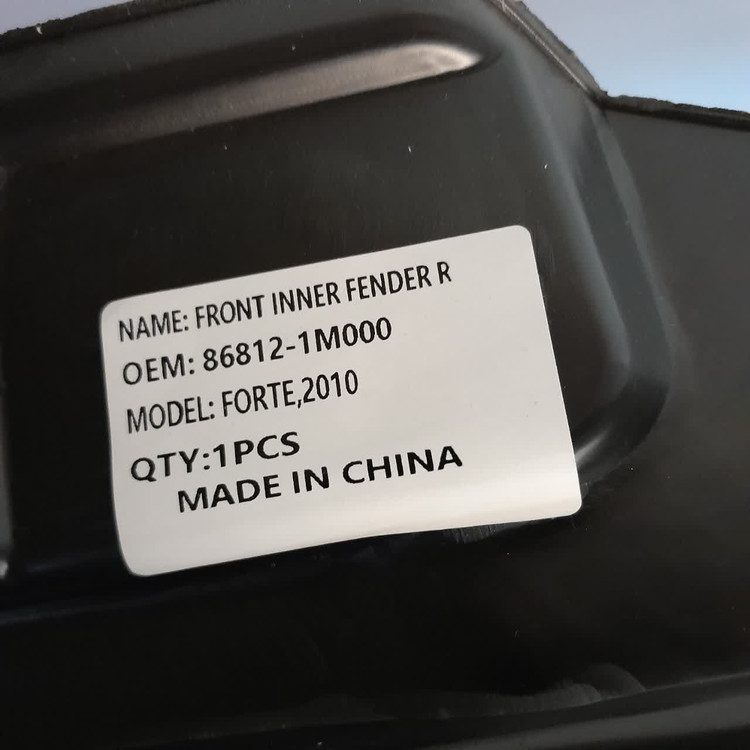 NAME: FRONT INNER FENDER R
OEM: 86812-1M000
MODEL: FORTE,2010
QTY:1PCS
MADE IN CHINA